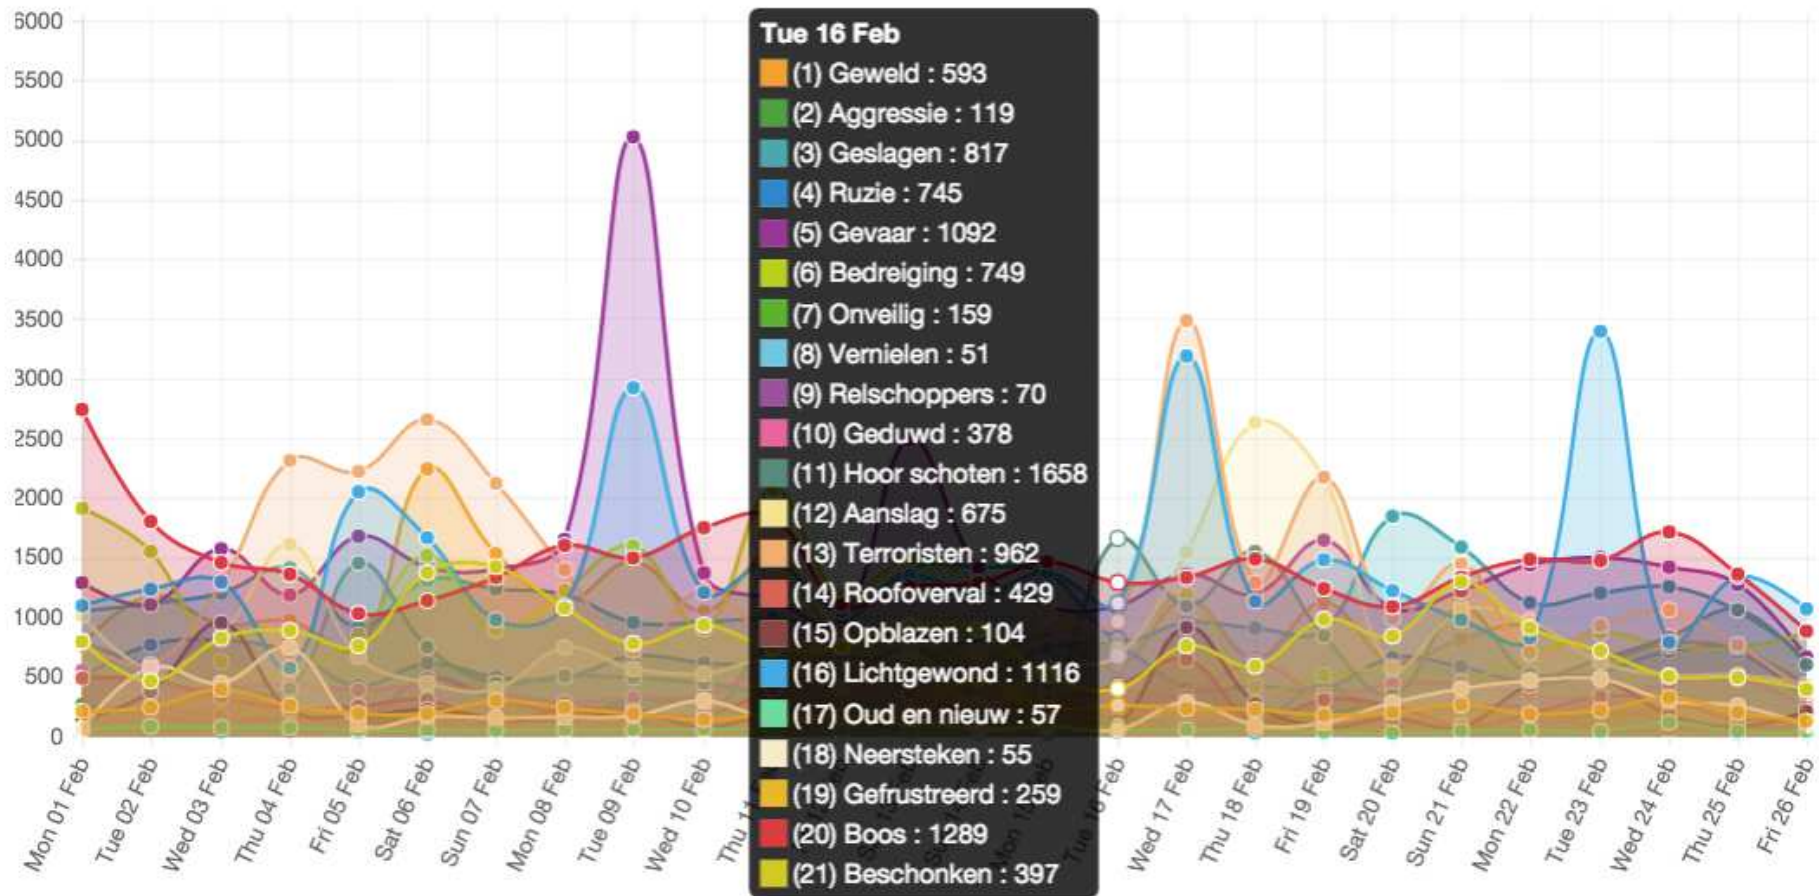 6000
5500
5000
4500
4000
3500
3000
2500
2000
1500
1000
500
0
Tue 16 Feb
(1) Geweld : 593
(2) Aggressie : 119
(3) Geslagen : 817
(4) Ruzie : 745
(5) Gevaar : 1092
(6) Bedreiging : 749
(7) Onveilig : 159
(8) Vernielen : 51
(9) Relschoppers : 70
(10) Geduwd : 378
(11) Hoor schoten : 1658
(12) Aanslag : 675
(13) Terroristen : 962
(14) Roofoverval : 429
(15) Opblazen : 104
(16) Lichtgewond : 1116
(17) Oud en nieuw : 57
(18) Neersteken : 55
(19) Gefrustreerd : 259
(20) Boos : 1289
(21) Beschonken : 397
Mon 01 Feb
Tue 02 Feb
Wed 03 Feb
Thu 04 Feb
Fri 05 Feb
Sat 06 Feb
Sun 07 Feb
Mon 08 Feb
Tue 09 Feb
Wed 10 Feb
Thu 11
Tue 16 Feb
Wed 17 Feb
Thu 18 Feb
Fri 19 Feb
Sat 20 Feb
Sun 21 Feb
Mon 22 Feb
Tue 23 Feb
Wed 24 Feb
Thu 25 Feb
Fri 26 Feb